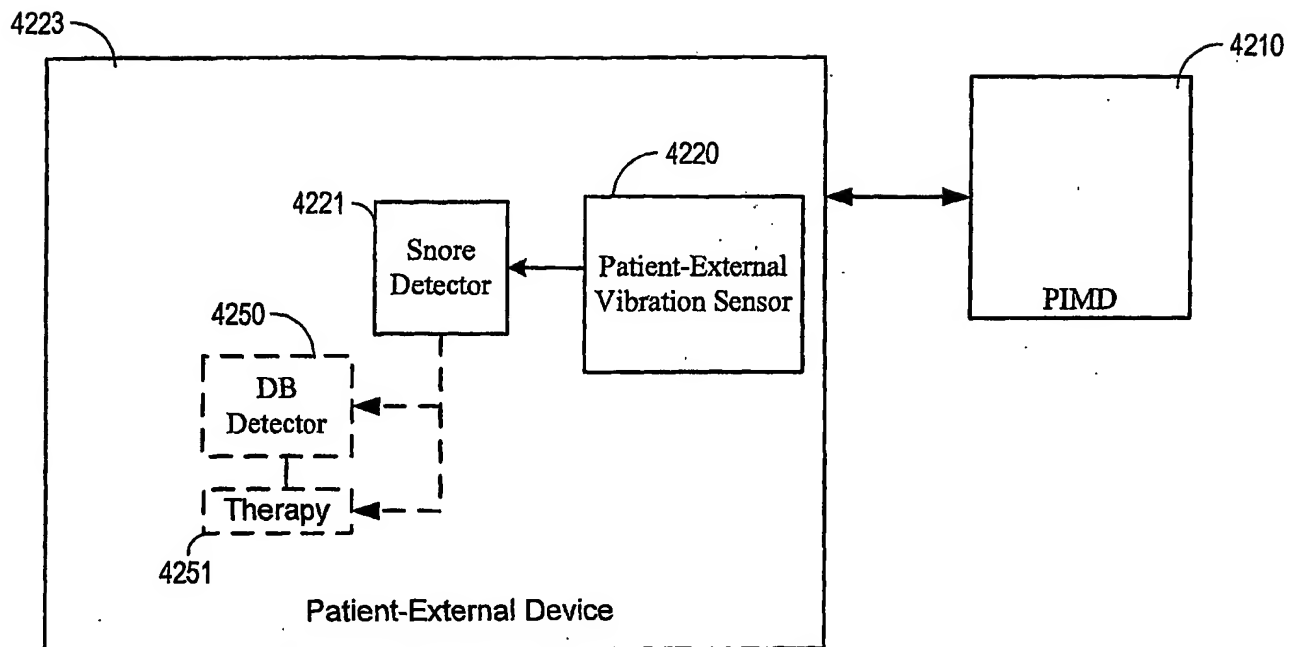 4223
4210
4220
4221
Snore
Detector
Patient-External
Vibration Sensor
PIMD
4250
DB
Detector
Therapy
4251
Patient-External Device